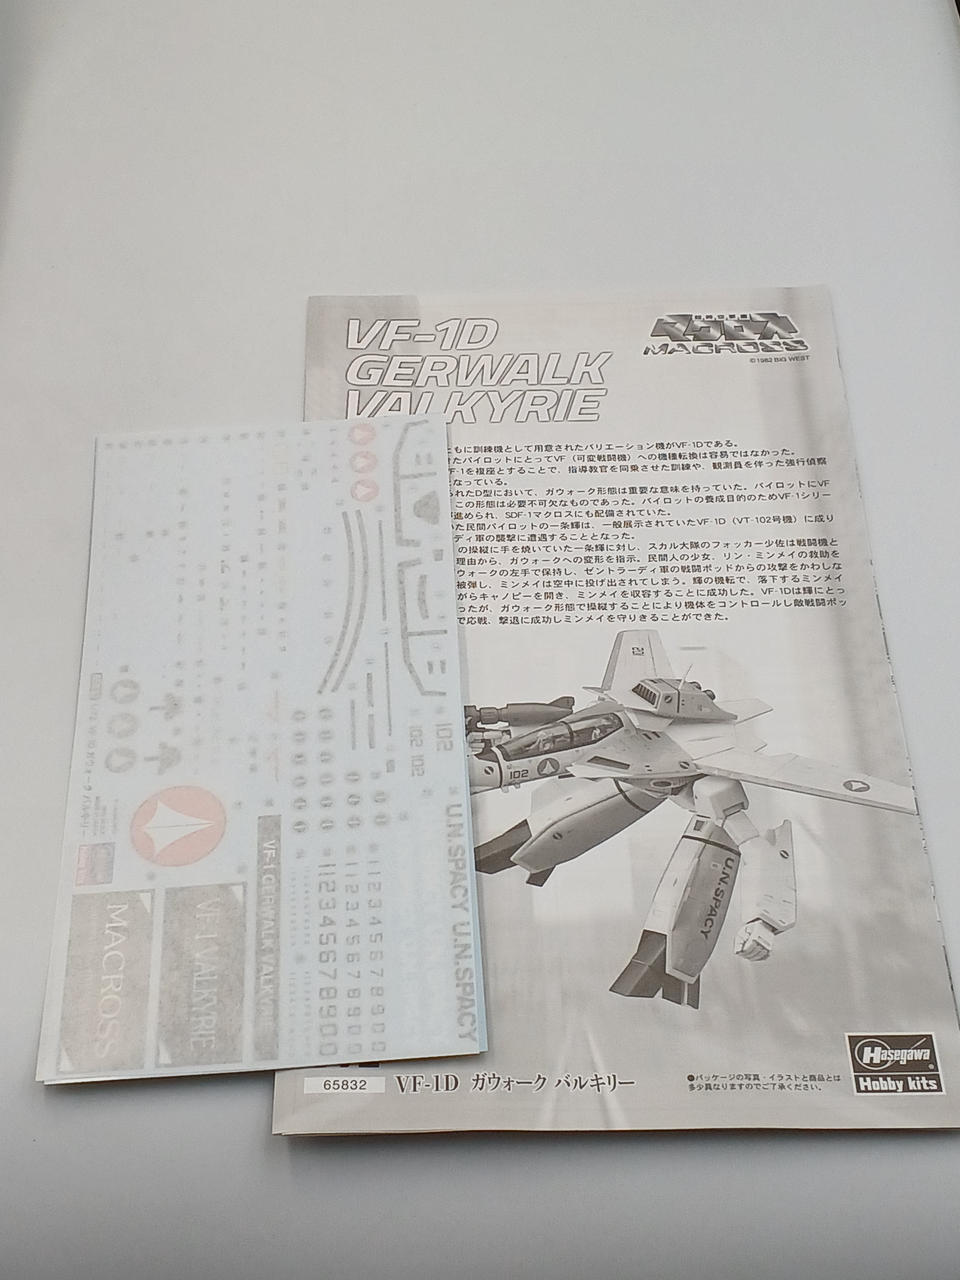 VF-1D
GERWALK
VALKYRIE
超時空要塞
マクロス
MACROSS
©1982 BIG WEST
もに訓練機として用意されたバリエーション機がVF-1Dである。
たパイロットにとってVF（可変戦闘機）への機種転換は容易ではなかった。
F-1を複座とすることで、指導教官を同乗させた訓練や、観測員を伴った強行偵察
なっている。
られたD型において、ガウォーク形態は重要な意味を持っていた。パイロットにVF
この形態は必要不可欠なものであった。パイロットの養成目的のためVF-1シリー
進められ、SDF-1マクロスにも配備されていた。
いた民間パイロットの一条輝は、一般展示されていたVF-1D（VT-102号機）に成り
ディ軍の襲撃に遭遇することとなった。
の操縦に手を焼いていた一条輝に対し、スカル大隊のフォッカー少佐は戦闘機と
理由から、ガウォークへの変形を指示。民間人の少女、リン・ミンメイの救助を
ウォークの左手で保持し、ゼントラーディ軍の戦闘ポッドからの攻撃をかわしな
被弾し、ミンメイは空中に投げ出されてしまう。輝の機転で、落下するミンメイ
がらキャノピーを開き、ミンメイを収容することに成功した。VF-1Dは輝にとっ
ったが、ガウォーク形態で操縦することにより機体をコントロールし敵戦闘ポッ
で応戦、撃退に成功しミンメイを守りきることができた。
102
U.N.SPACY
102
102 102
U.N.SPACY U.N.SPACY
1234567890
1234567890
1234567890
VF-1 GERWALK VALKYRIE
VF-1 VALKYRIE
MACROSS
Hasegawa
Hobby kits
65832
VF-1D ガウォーク バルキリー
●パッケージの写真・イラストと商品とは
多少異なりますのでご了承ください。